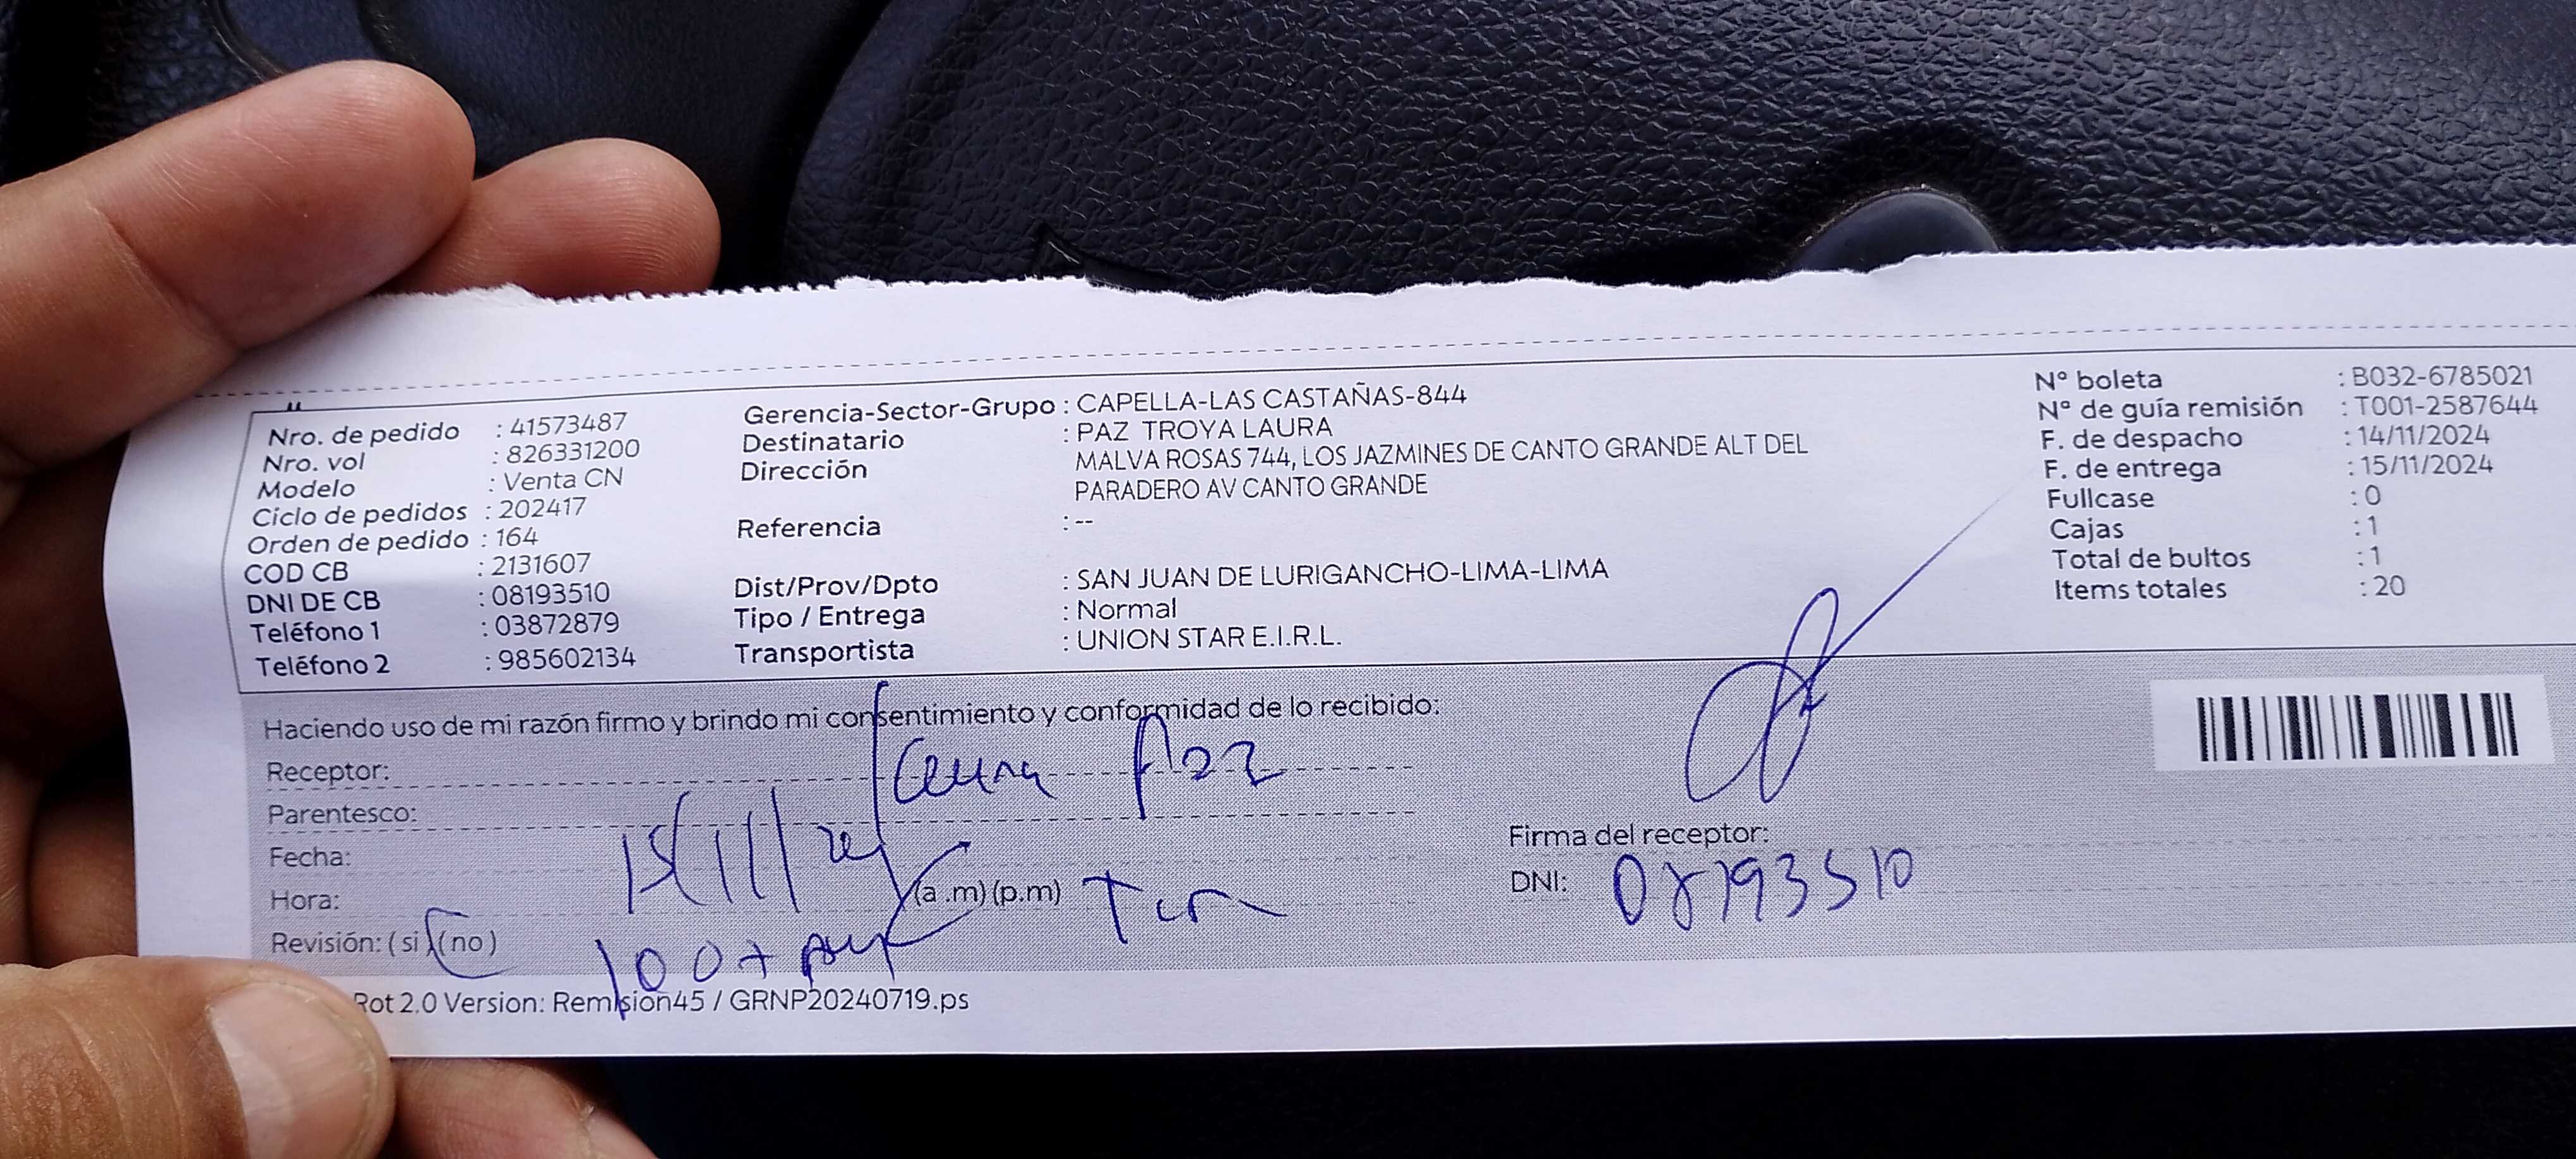 Nro. de pedido : 41573487
Nro. vol : 826331200
Modelo : Venta CN
Ciclo de pedidos : 202417
Orden de pedido : 164
COD CB : 2131607
DNI DE CB : 08193510
Teléfono 1 : 03872879
Teléfono 2 : 985602134
Gerencia-Sector-Grupo : CAPELLA-LAS CASTAÑAS-844
Destinatario : PAZ TROYA LAURA
Dirección MALVA ROSAS 744, LOS JAZMINES DE CANTO GRANDE ALT DEL
PARADERO AV CANTO GRANDE
Referencia : --
Dist/Prov/Dpto : SAN JUAN DE LURIGANCHO-LIMA-LIMA
Tipo / Entrega : Normal
Transportista : UNION STAR E.I.R.L.
N° boleta : B032-6785021
N° de guía remisión : T001-2587644
F. de despacho : 14/11/2024
F. de entrega : 15/11/2024
Fullcase : 0
Cajas : 1
Total de bultos : 1
Items totales : 20
Haciendo uso de mi razón firmo y brindo mi consentimiento y conformidad de lo recibido:
Receptor: Laura Paz
Parentesco:
Fecha: 15/11/24
Hora: (a .m) (p.m)
Revisión: ( si ) (no )
Firma del receptor:
DNI: 08193510
Rot 2.0 Version: Remision45 / GRNP20240719.ps